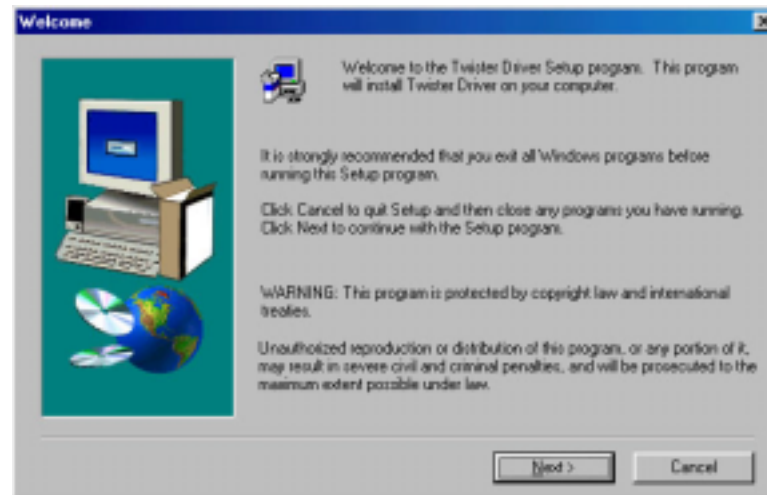 Welcome
Welcome to the Twister Driver Setup program. This program
will install Twister Driver on your computer.
It is strongly recommended that you exit all Windows programs before
running this Setup program.
Click Cancel to quit Setup and then close any programs you have running.
Click Next to continue with the Setup program.
WARNING: This program is protected by copyright law and international
treaties.
Unauthorized reproduction or distribution of this program, or any portion of it,
may result in severe civil and criminal penalties, and will be prosecuted to the
maximum extent possible under law.
Next >
Cancel